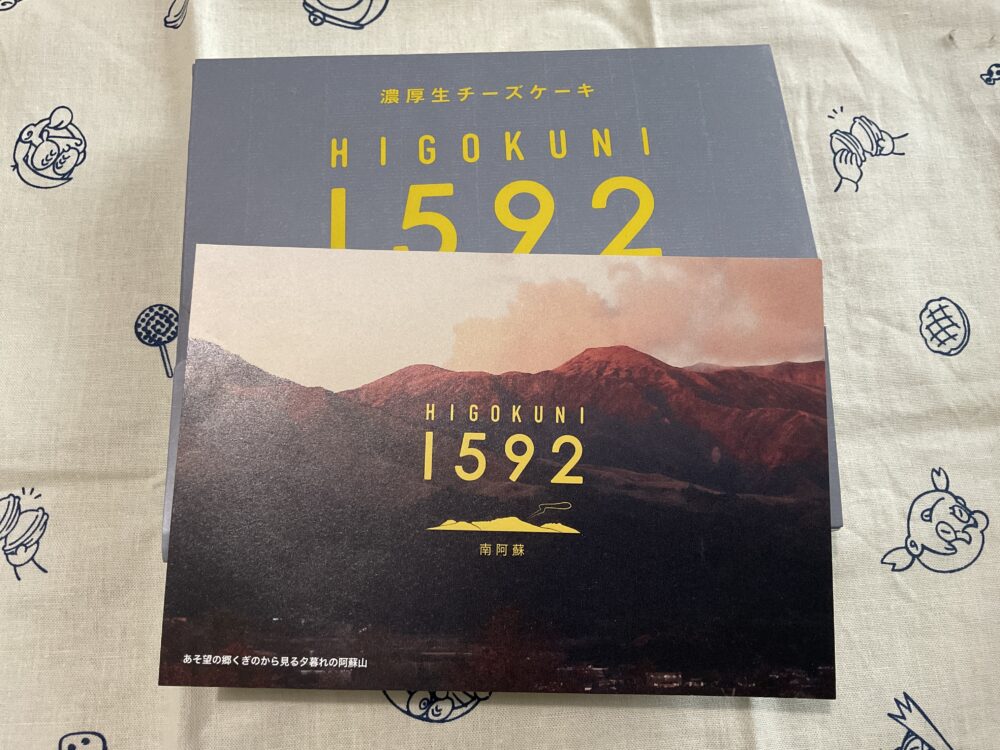 濃厚生チーズケーキ
HIGOKUNI
1592
HIGOKUNI
1592
南阿蘇
あそ望の郷くぎのから見る夕暮れの阿蘇山